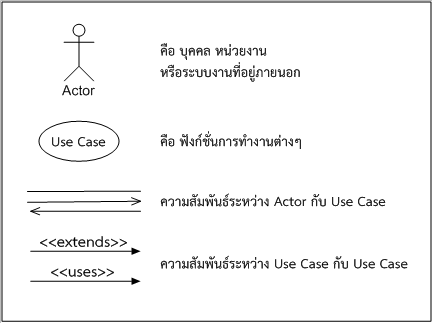 คือ บุคคล หน่วยงาน
หรือระบบงานที่อยู่ภายนอก
Actor
Use Case
คือ ฟังก์ชั่นการทำงานต่างๆ
ความสัมพันธ์ระหว่าง Actor กับ Use Case
<<extends>>
<<uses>>
ความสัมพันธ์ระหว่าง Use Case กับ Use Case